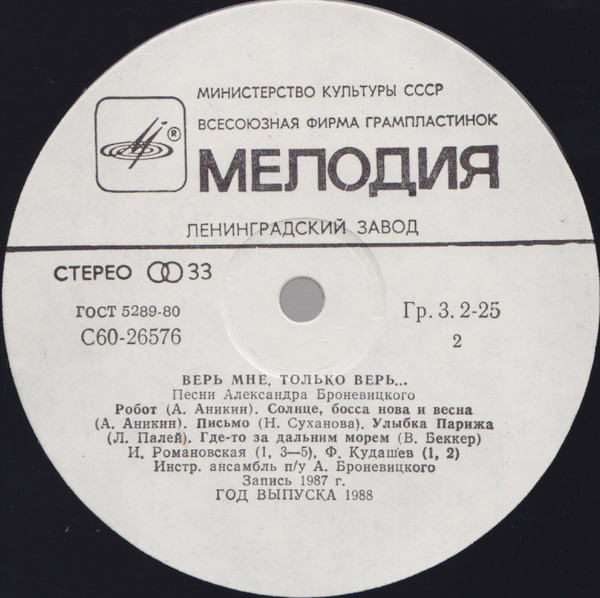 МИНИСТЕРСТВО КУЛЬТУРЫ СССР
ВСЕСОЮЗНАЯ ФИРМА ГРАМПЛАСТИНОК
®
МЕЛОДИЯ
ЛЕНИНГРАДСКИЙ ЗАВОД
СТЕРЕО 33
ГОСТ 5289-80
С60-26576
Гр. 3. 2-25
2
ВЕРЬ МНЕ, ТОЛЬКО ВЕРЬ...
Песни Александра Броневицкого
Робот (А. Аникин). Солнце, босса нова и весна
(А. Аникин). Письмо (Н. Суханова). Улыбка Парижа
(Л. Палей). Где-то за дальним морем (В. Беккер)
И. Романовская (1, 3—5), Ф. Кудашев (1, 2)
Инстр. ансамбль п/у А. Броневицкого
Запись 1987 г.
ГОД ВЫПУСКА 1988